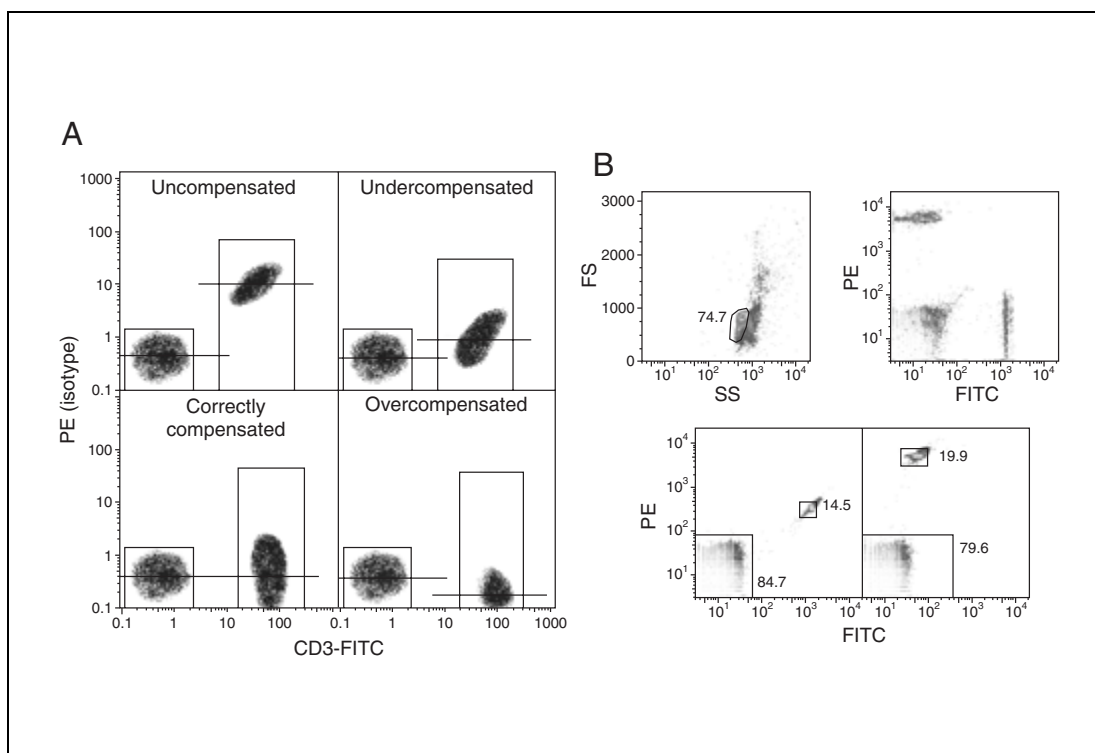 A
1000
Uncompensated
Undercompensated
100
10
1
0.1
Correctly
compensated
Overcompensated
100
10
1
0.1
PE (isotype)
0.1 1 10 100 0.1 1 10 100 1000
CD3-FITC
B
3000
2000
1000
0
FS
74.7
10¹ 10² 10³ 10⁴
SS
10⁴
10³
10²
10¹
PE
10¹ 10² 10³ 10⁴
FITC
10⁴
10³
10²
10¹
PE
14.5
84.7
19.9
79.6
10¹ 10² 10³ 10⁴ 10¹ 10² 10³ 10⁴
FITC